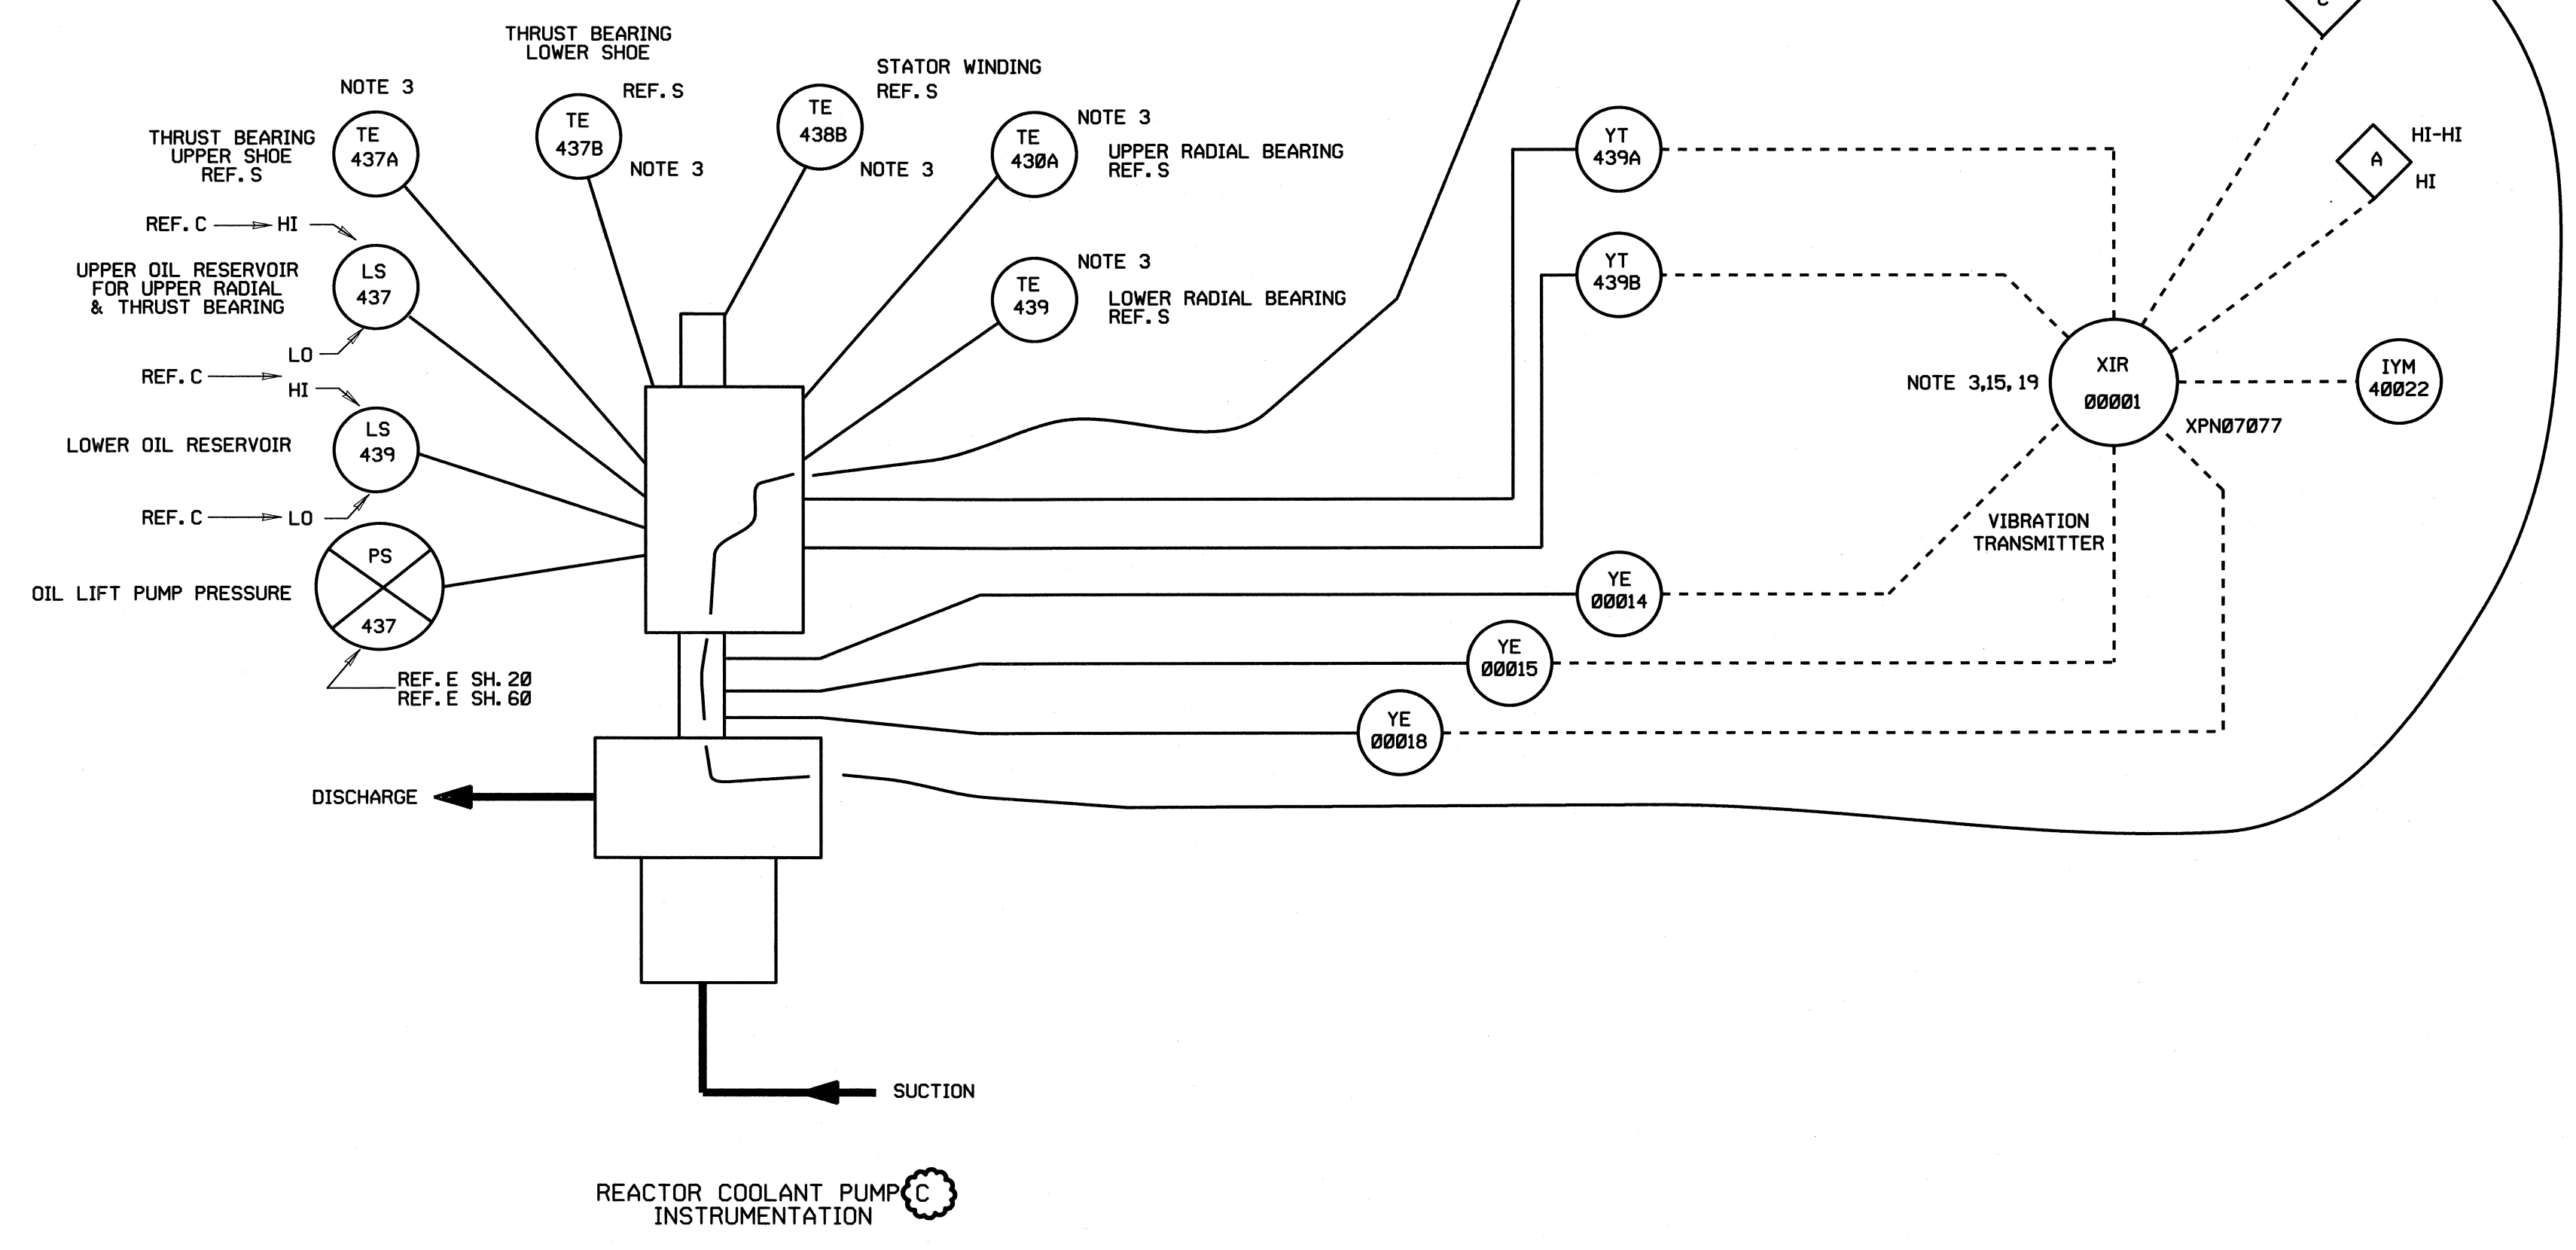 THRUST BEARING
LOWER SHOE
REF. S
TE
437B
NOTE 3
NOTE 3
TE
437A
THRUST BEARING
UPPER SHOE
REF. S
STATOR WINDING
REF. S
TE
438B
NOTE 3
NOTE 3
TE
430A
UPPER RADIAL BEARING
REF. S
NOTE 3
TE
439
LOWER RADIAL BEARING
REF. S
REF. C HI
LS
437
UPPER OIL RESERVOIR
FOR UPPER RADIAL
& THRUST BEARING
LO
REF. C
HI
LS
439
LOWER OIL RESERVOIR
REF. C LO
PS
437
OIL LIFT PUMP PRESSURE
REF. E SH. 20
REF. E SH. 60
YT
439A
YT
439B
HI-HI
A
HI
XIR
00001
NOTE 3,15, 19
XPN07077
IYM
40022
VIBRATION
TRANSMITTER
YE
00014
YE
00015
YE
00018
DISCHARGE
SUCTION
REACTOR COOLANT PUMP C
INSTRUMENTATION